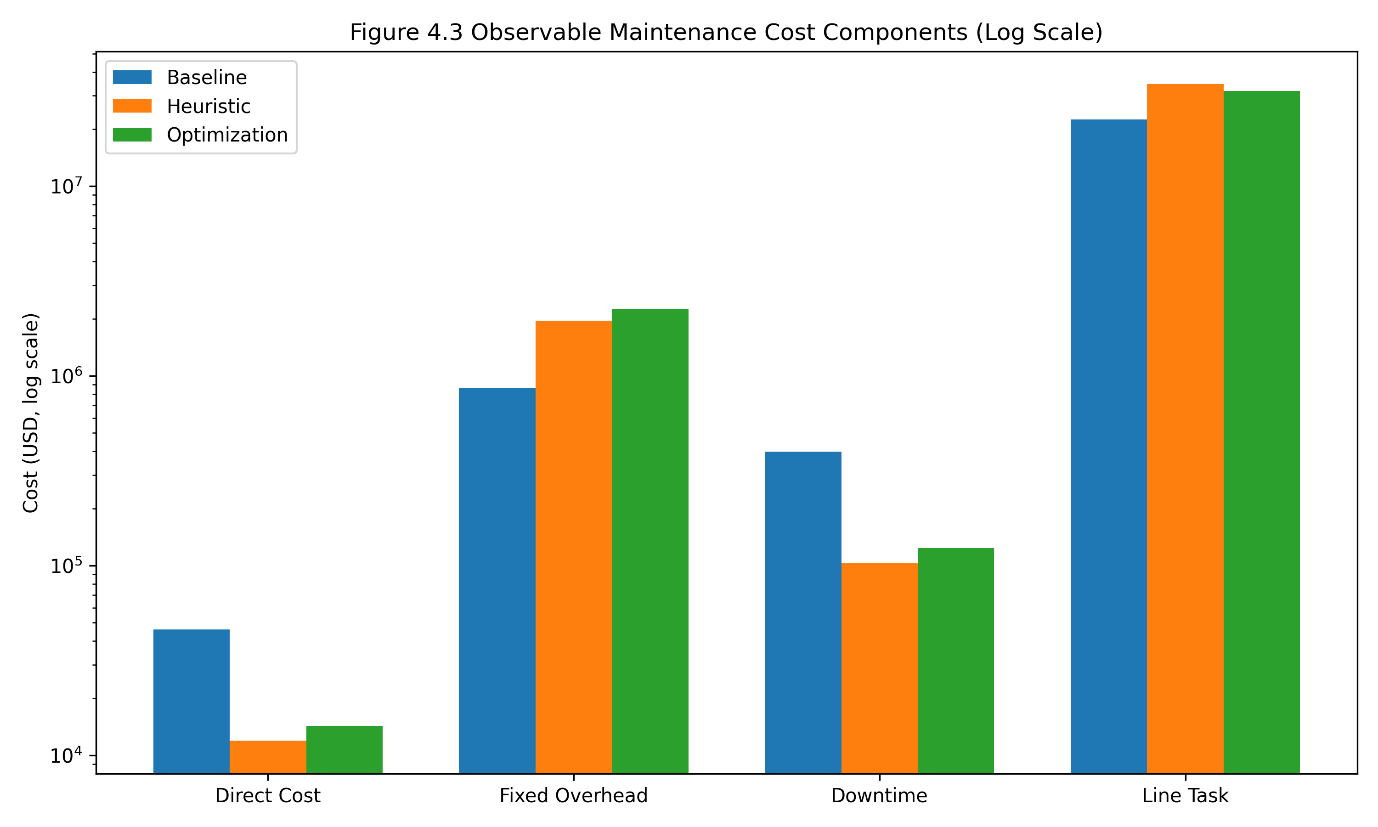 Figure 4.3 Observable Maintenance Cost Components (Log Scale)
Baseline
Heuristic
Optimization
Cost (USD, log scale)
10⁷
10⁶
10⁵
10⁴
Direct Cost
Fixed Overhead
Downtime
Line Task